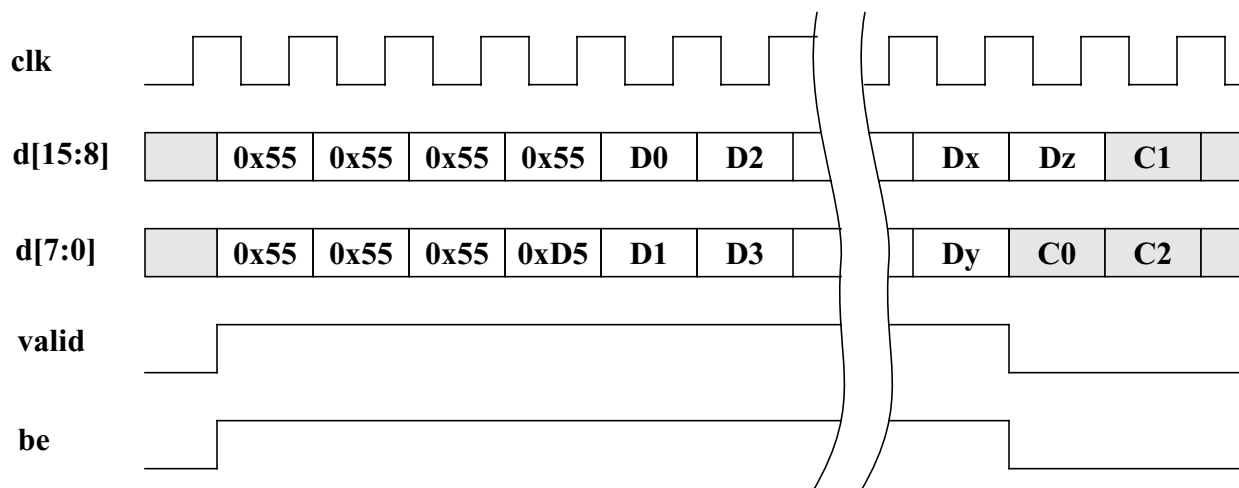 clk
d[15:8] 0x55 0x55 0x55 0x55 D0 D2 Dx Dz C1
d[7:0] 0x55 0x55 0x55 0xD5 D1 D3 Dy C0 C2
valid
be